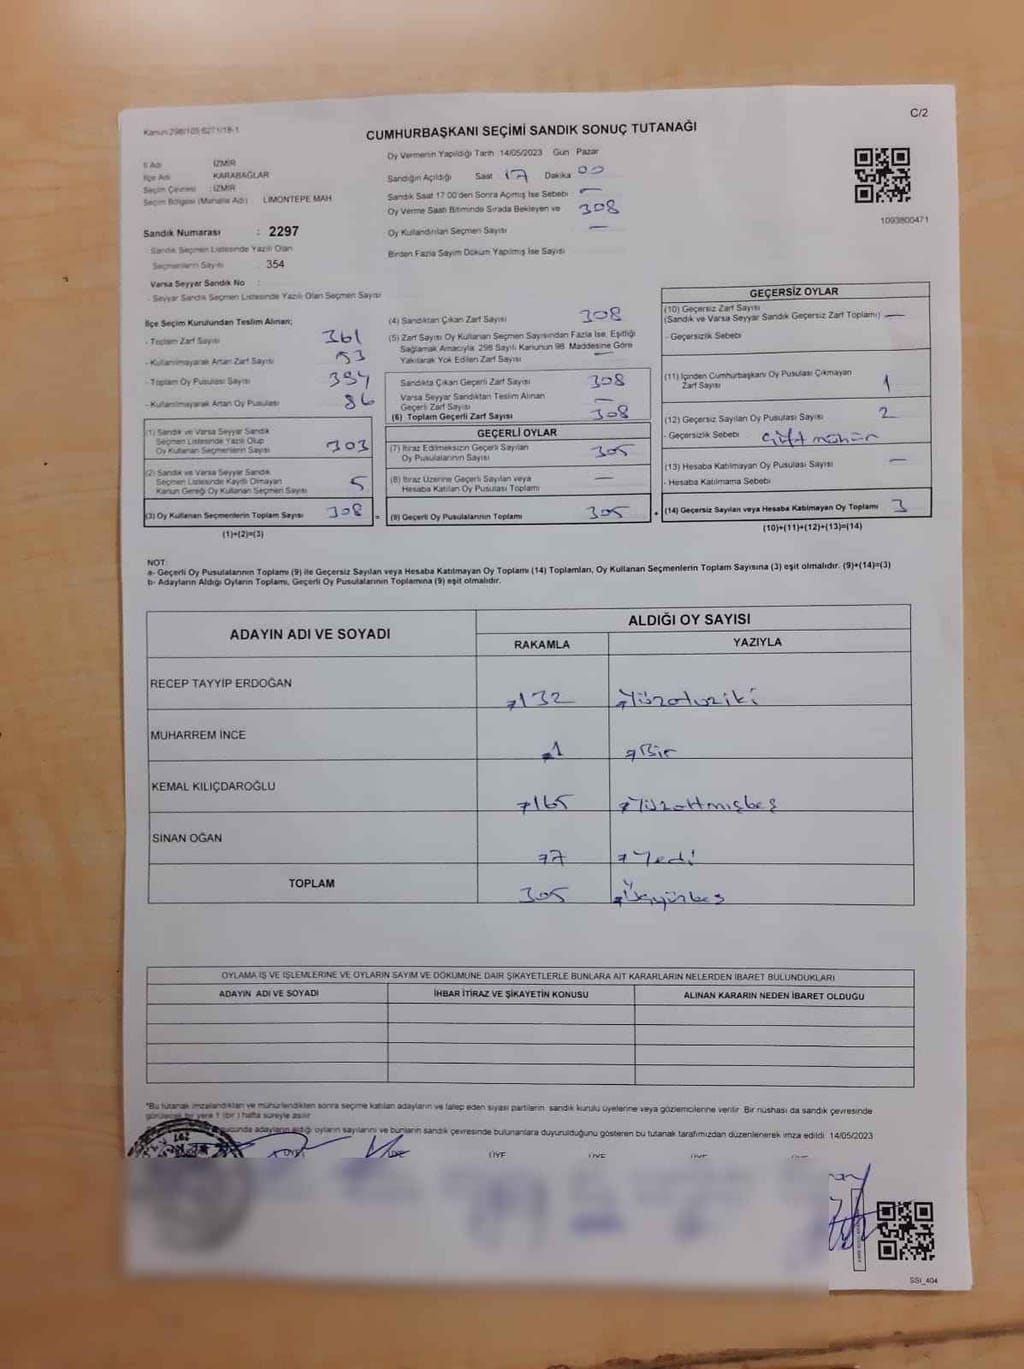 Kanun:298/105-6271/18-1
C/2
CUMHURBAŞKANI SEÇİMİ SANDIK SONUÇ TUTANAĞI
İl Adı İZMİR
İlçe Adı KARABAĞLAR
Seçim Çevresi : İZMİR
Seçim Bölgesi (Mahalle Adı) LİMONTEPE MAH
Sandık Numarası : 2297
- Sandık Seçmen Listesinde Yazılı Olan
Seçmenlerin Sayısı : 354
Varsa Seyyar Sandık No :
- Seyyar Sandık Seçmen Listesinde Yazılı Olan Seçmen Sayısı
Oy Vermenin Yapıldığı Tarih 14/05/2023 Gün Pazar
Sandığın Açıldığı Saat 17 Dakika 00
Sandık Saat 17:00'den Sonra Açılmış İse Sebebi —
Oy Verme Saati Bitiminde Sırada Bekleyen ve 308
Oy Kullandırılan Seçmen Sayısı —
Birden Fazla Sayım Döküm Yapılmış İse Sayısı
1093800471
İlçe Seçim Kurulundan Teslim Alınan;
- Toplam Zarf Sayısı 361
- Kullanılmayarak Artan Zarf Sayısı 53
- Toplam Oy Pusulası Sayısı 394
- Kullanılmayarak Artan Oy Pusulası 86
(1) Sandık ve Varsa Seyyar Sandık
Seçmen Listesinde Yazılı Olup
Oy Kullanan Seçmenlerin Sayısı 303
(2) Sandık ve Varsa Seyyar Sandık
Seçmen Listesinde Kayıtlı Olmayan
Kanun Gereği Oy Kullanan Seçmen Sayısı 5
(3) Oy Kullanan Seçmenlerin Toplam Sayısı 308
(1)+(2)=(3)
(4) Sandıktan Çıkan Zarf Sayısı 308
(5) Zarf Sayısı Oy Kullanan Seçmen Sayısından Fazla İse, Eşitliği
Sağlamak Amacıyla 298 Sayılı Kanunun 98. Maddesine Göre
Yakılarak Yok Edilen Zarf Sayısı —
Sandıkta Çıkan Geçerli Zarf Sayısı 308
Varsa Seyyar Sandıktan Teslim Alınan
Geçerli Zarf Sayısı —
(6) Toplam Geçerli Zarf Sayısı 308
GEÇERLİ OYLAR
(7) İtiraz Edilmeksizin Geçerli Sayılan
Oy Pusulalarının Sayısı 305
(8) İtiraz Üzerine Geçerli Sayılan veya
Hesaba Katılan Oy Pusulası Toplamı —
= (9) Geçerli Oy Pusulalarının Toplamı 305
GEÇERSİZ OYLAR
(10) Geçersiz Zarf Sayısı
(Sandık ve Varsa Seyyar Sandık Geçersiz Zarf Toplamı) —
- Geçersizlik Sebebi
(11) İçinden Cumhurbaşkanı Oy Pusulası Çıkmayan
Zarf Sayısı 1
(12) Geçersiz Sayılan Oy Pusulası Sayısı 2
- Geçersizlik Sebebi Çift mühür
(13) Hesaba Katılmayan Oy Pusulası Sayısı —
- Hesaba Katılmama Sebebi
+ (14) Geçersiz Sayılan veya Hesaba Katılmayan Oy Toplamı 3
(10)+(11)+(12)+(13)=(14)
NOT:
a- Geçerli Oy Pusulalarının Toplamı (9) ile Geçersiz Sayılan veya Hesaba Katılmayan Oy Toplamı (14) Toplamları, Oy Kullanan Seçmenlerin Toplam Sayısına (3) eşit olmalıdır. (9)+(14)=(3)
b- Adayların Aldığı Oyların Toplamı, Geçerli Oy Pusulalarının Toplamına (9) eşit olmalıdır.
ADAYIN ADI VE SOYADI
ALDIĞI OY SAYISI
RAKAMLA YAZIYLA
RECEP TAYYİP ERDOĞAN 132 Yüzotuziki
MUHARREM İNCE 1 Bir
KEMAL KILIÇDAROĞLU 165 Yüzatmışbeş
SİNAN OĞAN 7 Yedi
TOPLAM 305 Üçyüzbeş
OYLAMA İŞ VE İŞLEMLERİNE VE OYLARIN SAYIM VE DÖKÜMÜNE DAİR ŞİKAYETLERLE BUNLARA AİT KARARLARIN NELERDEN İBARET BULUNDUKLARI
ADAYIN ADI VE SOYADI İHBAR İTİRAZ VE ŞİKAYETİN KONUSU ALINAN KARARIN NEDEN İBARET OLDUĞU
*Bu tutanak imzalandıktan ve mühürlendikten sonra seçime katılan adayların ve talep eden siyasi partilerin sandık kurulu üyelerine veya gözlemcilerine verilir. Bir nüshası da sandık çevresinde
görülecek bir yere 1 (bir) hafta süreyle asılır.
ucunda adayların aldığı oyların sayılarını ve bunların sandık çevresinde bulunanlara duyurulduğunu gösteren bu tutanak tarafımızdan düzenlenerek imza edildi. 14/05/2023
ÜYE ÜYE ÜYE
SSİ_404